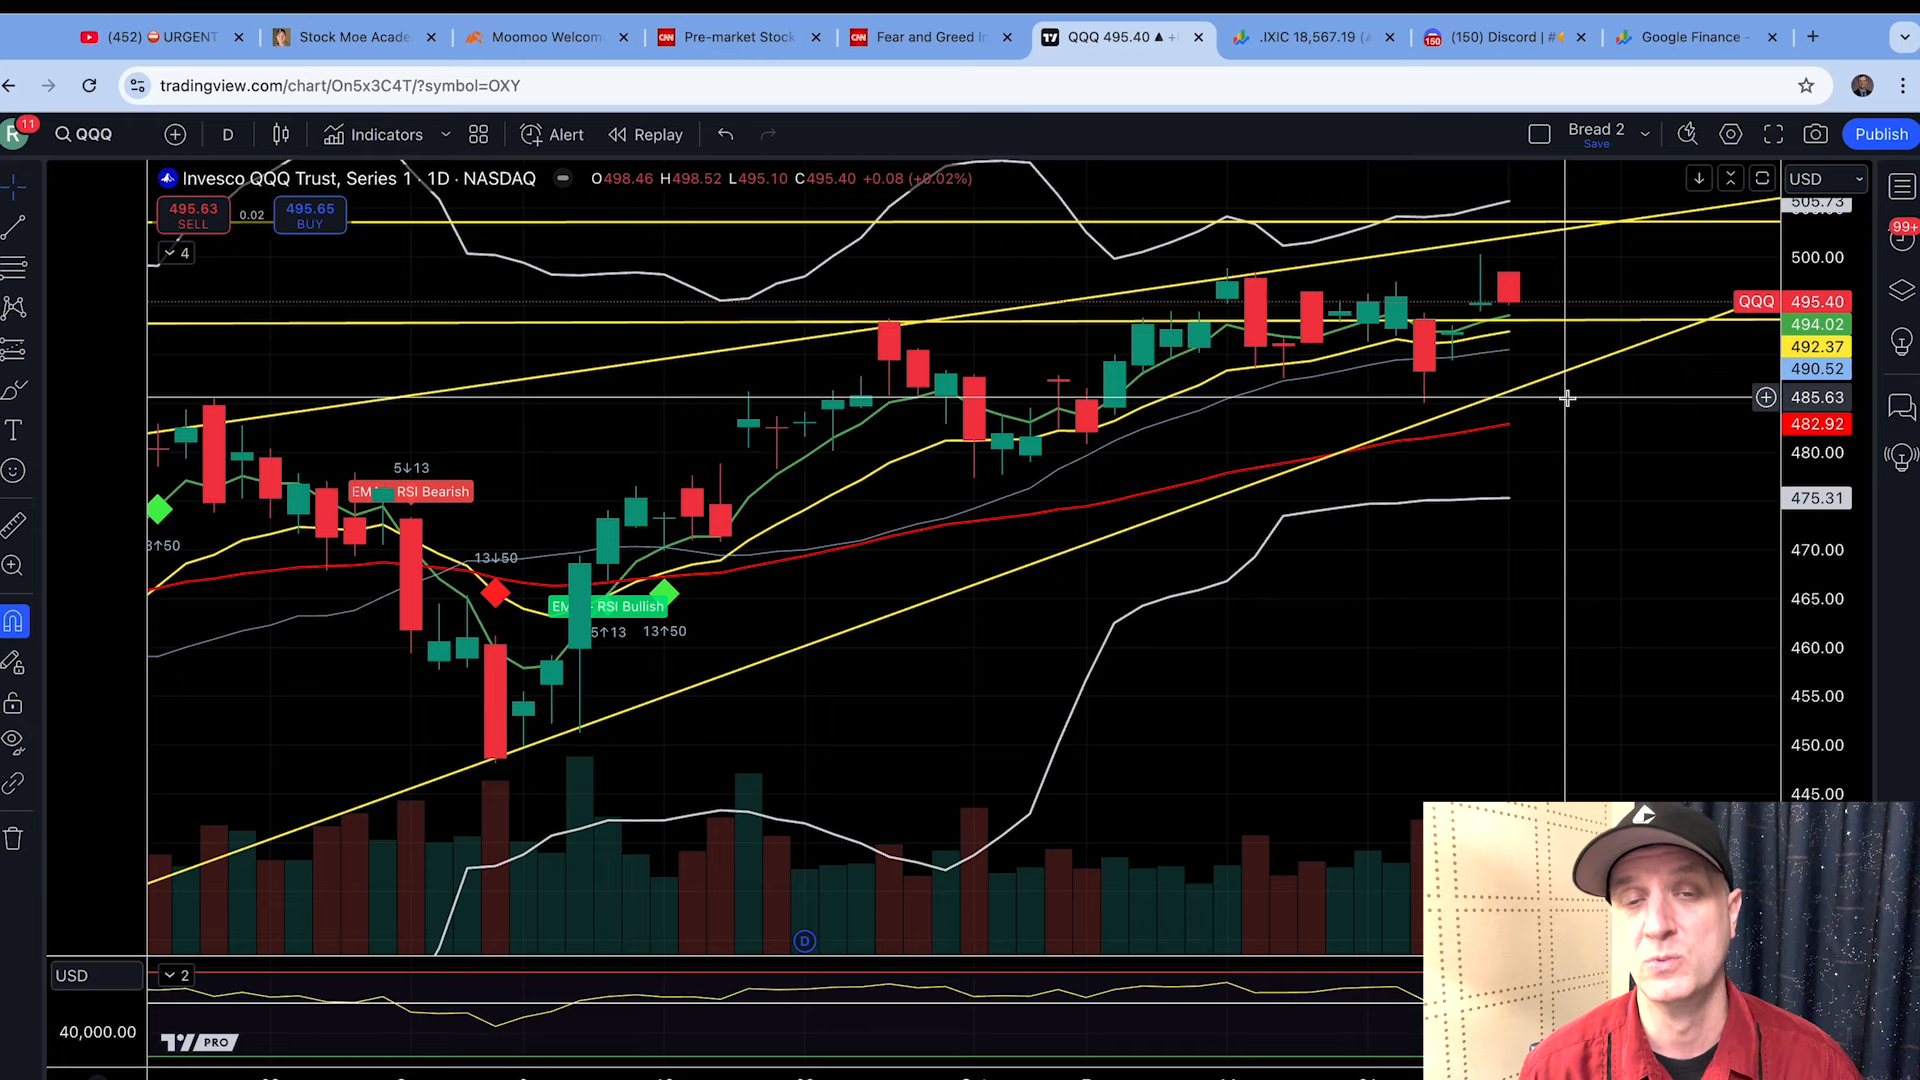 (452) URGENT
Stock Moe Acade
Moomoo Welcom
CNN Pre-market Stock
CNN Fear and Greed I
QQQ 495.40
.IXIC 18,567.19
150 (150) Discord | #
Google Finance -
tradingview.com/chart/On5x3C4T/?symbol=OXY
R 11 QQQ D Indicators Alert Replay Bread 2 Save Publish
Invesco QQQ Trust, Series 1 · 1D · NASDAQ O498.46 H498.52 L495.10 C495.40 +0.08 (+0.02%) USD
495.63 SELL 0.02 495.65 BUY
4
505.73
99+
500.00
QQQ 495.40
494.02
492.37
490.52
485.63
482.92
480.00
475.31
470.00
465.00
460.00
455.00
450.00
445.00
5↓13
EMA RSI Bearish
3↑50
13↓50
EM RSI Bullish
5↑13 13↑50
D
USD 2
40,000.00
TV PRO